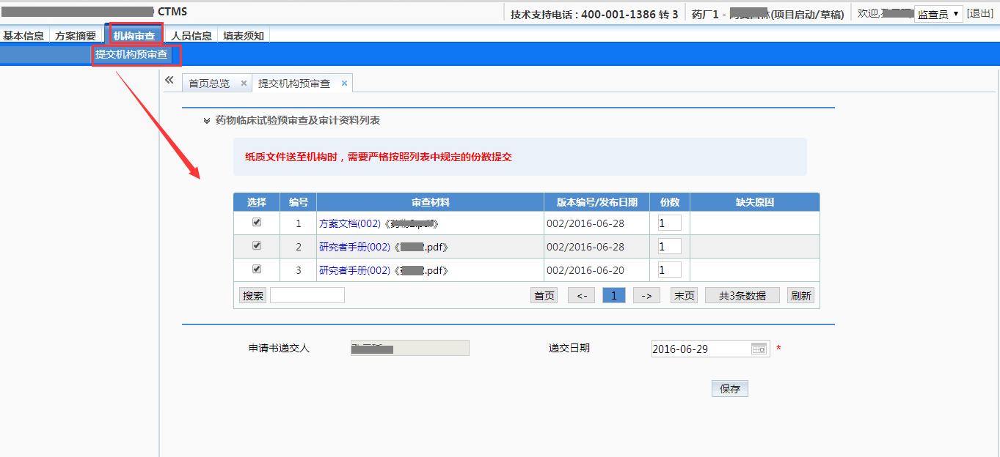 CTMS
技术支持电话：400-001-1386 转 3
药厂1 - (项目启动/草稿)
欢迎, 监查员 [退出]
基本信息 方案摘要 机构审查 人员信息 填表须知
提交机构预审查
首页总览 提交机构预审查
药物临床试验预审查及审计资料列表
纸质文件送至机构时，需要严格按照列表中规定的份数提交
选择 编号 审查材料 版本编号/发布日期 份数 缺失原因
1 方案文档(002)《.pdf》 002/2016-06-28 1
2 研究者手册(002)《.pdf》 002/2016-06-28 1
3 研究者手册(002)《.pdf》 002/2016-06-20 1
搜索 首页 <- 1 -> 末页 共3条数据 刷新
申请书递交人 递交日期 2016-06-29 *
保存